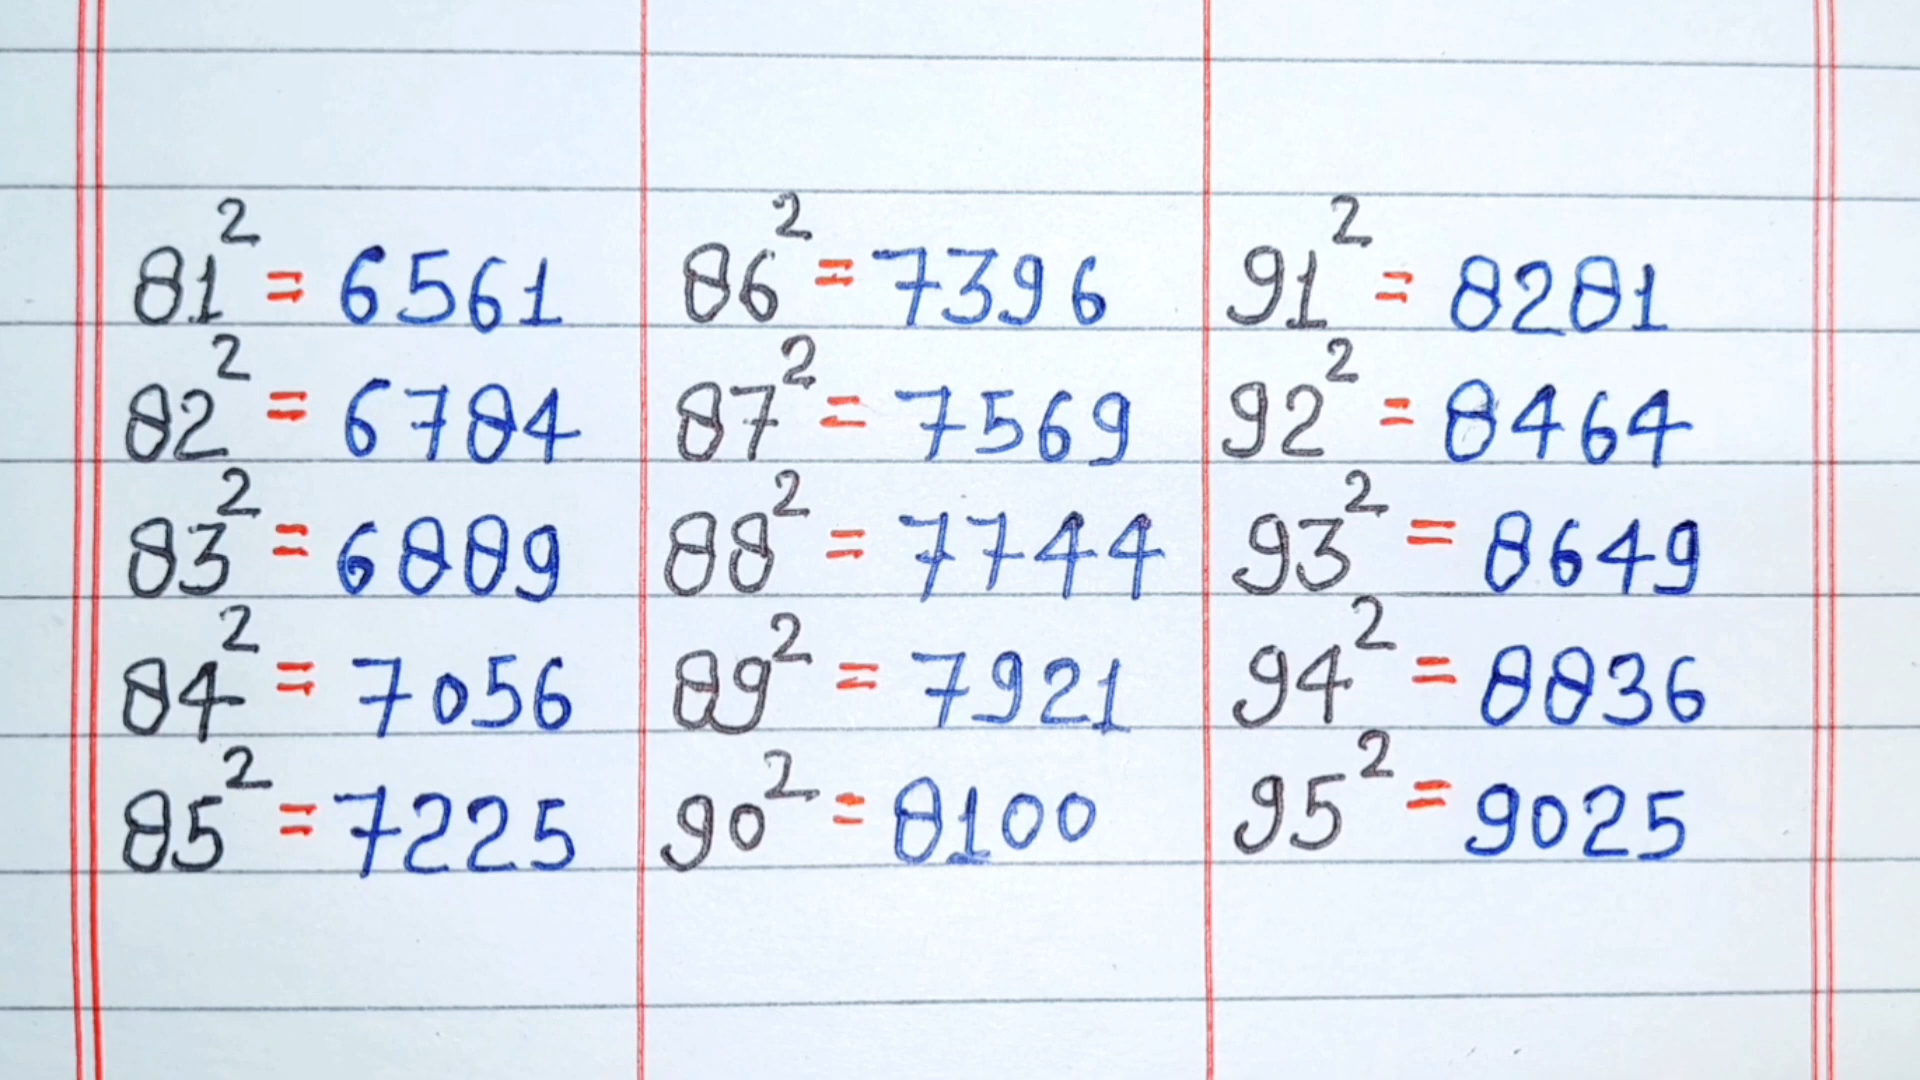 81² = 6561
82² = 6784
83² = 6889
84² = 7056
85² = 7225
86² = 7396
87² = 7569
88² = 7744
89² = 7921
90² = 8100
91² = 8281
92² = 8464
93² = 8649
94² = 8836
95² = 9025